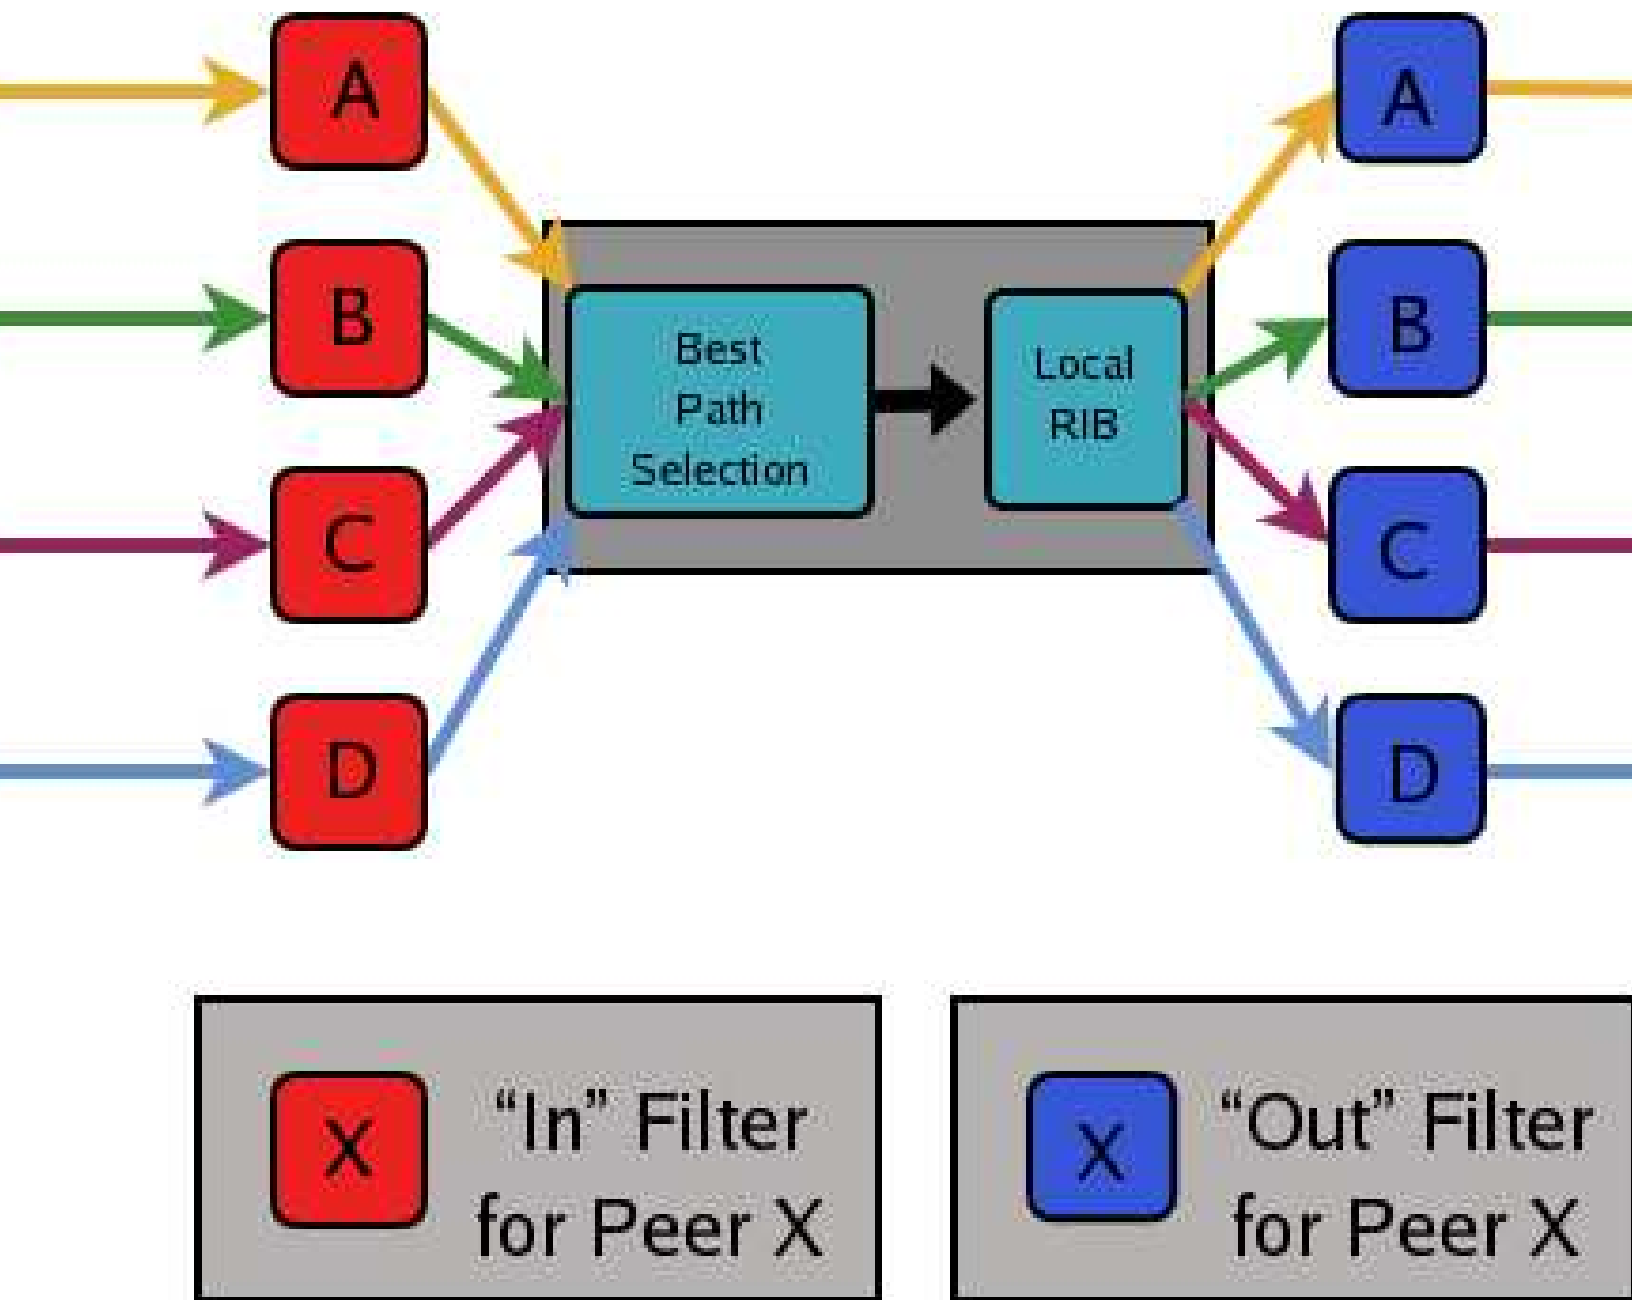 A
A
B
B
Best
Path
Selection
Local
RIB
C
C
D
D
X
“In” Filter
for Peer X
X
“Out” Filter
for Peer X